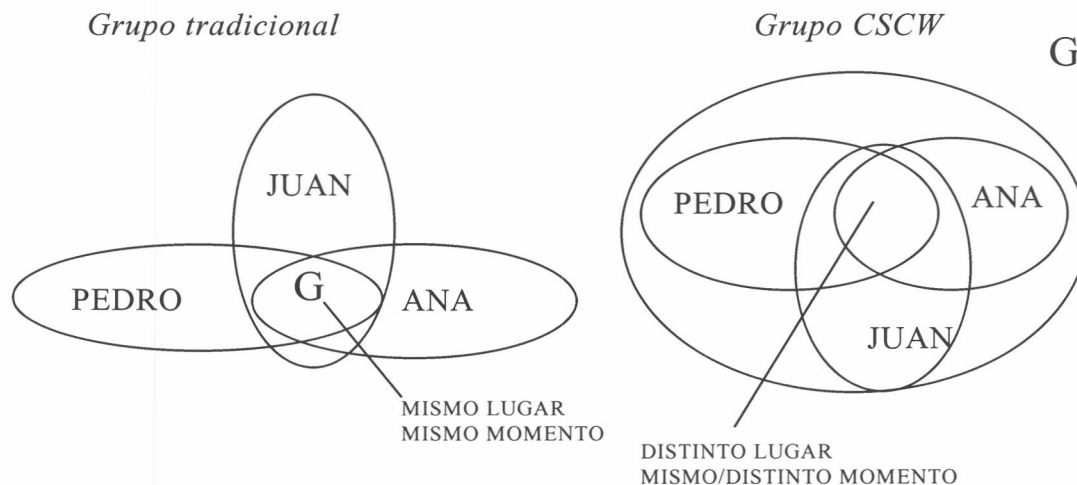 Grupo tradicional
JUAN
PEDRO
G
ANA
MISMO LUGAR
MISMO MOMENTO
Grupo CSCW
G
PEDRO
ANA
JUAN
DISTINTO LUGAR
MISMO/DISTINTO MOMENTO